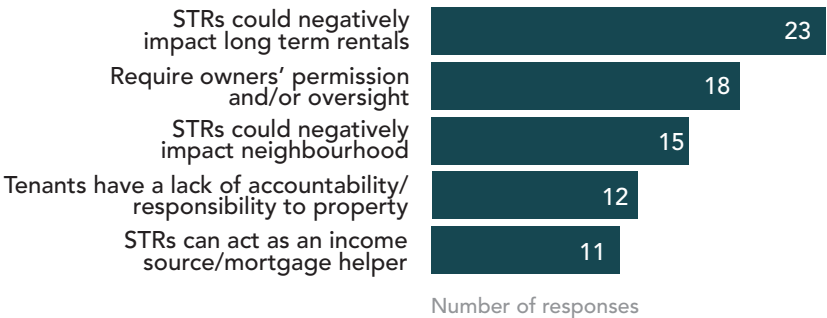 STRs could negatively
impact long term rentals
23
Require owners’ permission
and/or oversight
18
STRs could negatively
impact neighbourhood
15
Tenants have a lack of accountability/
responsibility to property
12
STRs can act as an income
source/mortgage helper
11
Number of responses